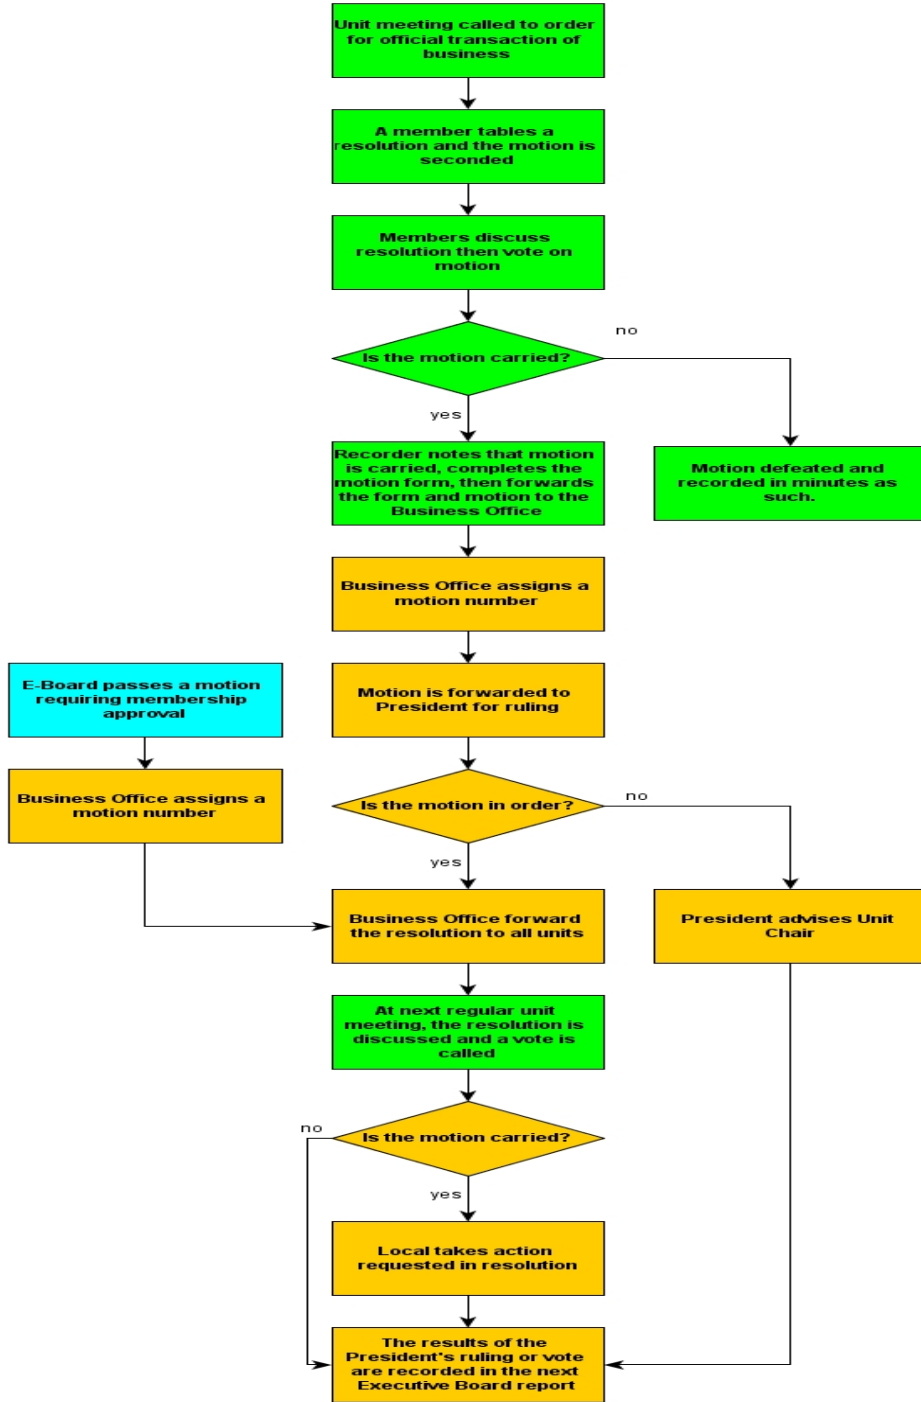 Unit meeting called to order
for official transaction of
business
A member tables a
resolution and the motion is
seconded
Members discuss
resolution then vote on
motion
Is the motion carried?
no
yes
Recorder notes that motion
is carried, completes the
motion form, then forwards
the form and motion to the
Business Office
Motion defeated and
recorded in minutes as
such.
Business Office assigns a
motion number
E-Board passes a motion
requiring membership
approval
Motion is forwarded to
President for ruling
Business Office assigns a
motion number
Is the motion in order?
no
yes
Business Office forward
the resolution to all units
President advises Unit
Chair
At next regular unit
meeting, the resolution is
discussed and a vote is
called
Is the motion carried?
no
yes
Local takes action
requested in resolution
The results of the
President's ruling or vote
are recorded in the next
Executive Board report